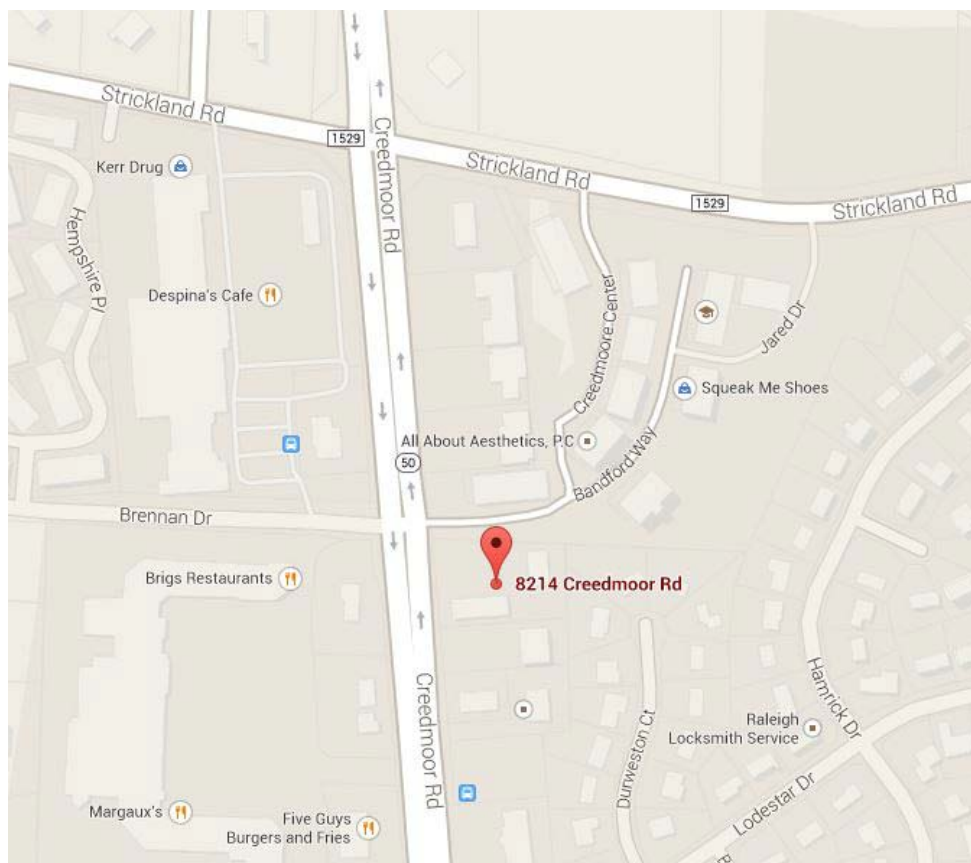 Strickland Rd
1529
Creedmoor Rd
Kerr Drug
Strickland Rd
1529
Strickland Rd
Hempshire Pl
Despina's Cafe
Creedmoore Center
Jared Dr
Squeak Me Shoes
All About Aesthetics, P.C
50
Bandford Way
Brennan Dr
Brigs Restaurants
8214 Creedmoor Rd
Creedmoor Rd
Hamrick Dr
Durweston Ct
Raleigh
Locksmith Service
Lodestar Dr
Margaux's
Five Guys
Burgers and Fries